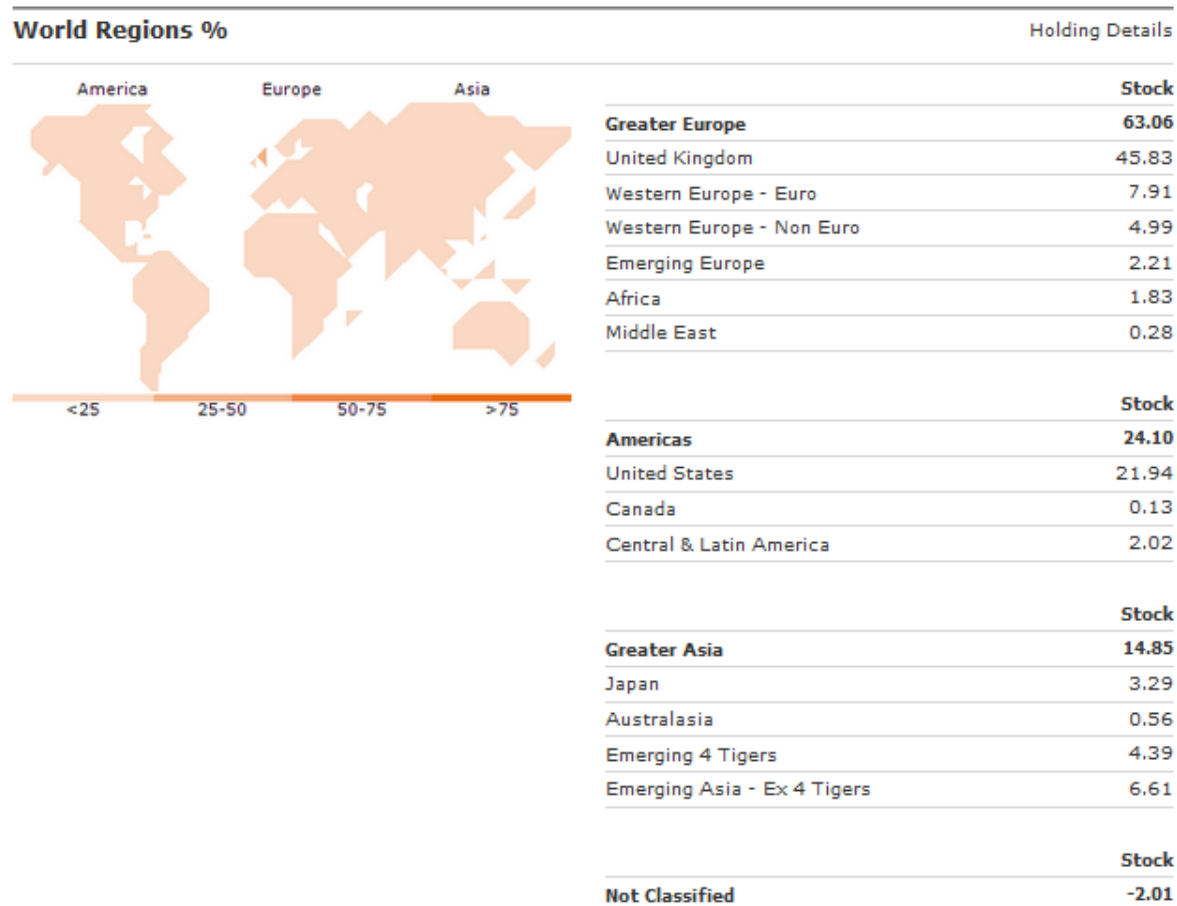 World Regions % Holding Details
America Europe Asia
<25 25-50 50-75 >75
Stock
Greater Europe 63.06
United Kingdom 45.83
Western Europe - Euro 7.91
Western Europe - Non Euro 4.99
Emerging Europe 2.21
Africa 1.83
Middle East 0.28
Stock
Americas 24.10
United States 21.94
Canada 0.13
Central & Latin America 2.02
Stock
Greater Asia 14.85
Japan 3.29
Australasia 0.56
Emerging 4 Tigers 4.39
Emerging Asia - Ex 4 Tigers 6.61
Stock
Not Classified -2.01